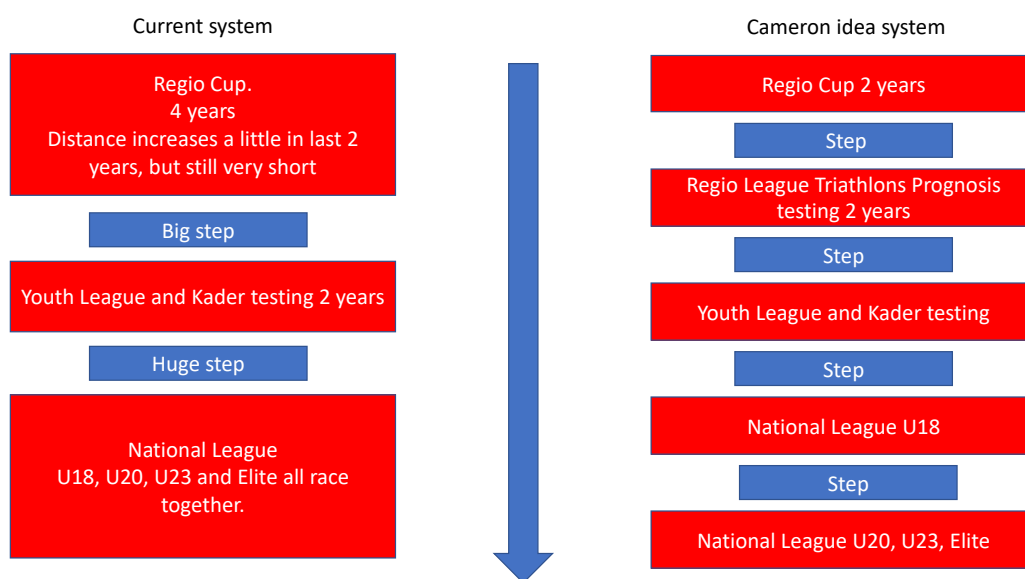 Current system
Regio Cup.
4 years
Distance increases a little in last 2
years, but still very short
Big step
Youth League and Kader testing 2 years
Huge step
National League
U18, U20, U23 and Elite all race
together.
Cameron idea system
Regio Cup 2 years
Step
Regio League Triathlons Prognosis
testing 2 years
Step
Youth League and Kader testing
Step
National League U18
Step
National League U20, U23, Elite